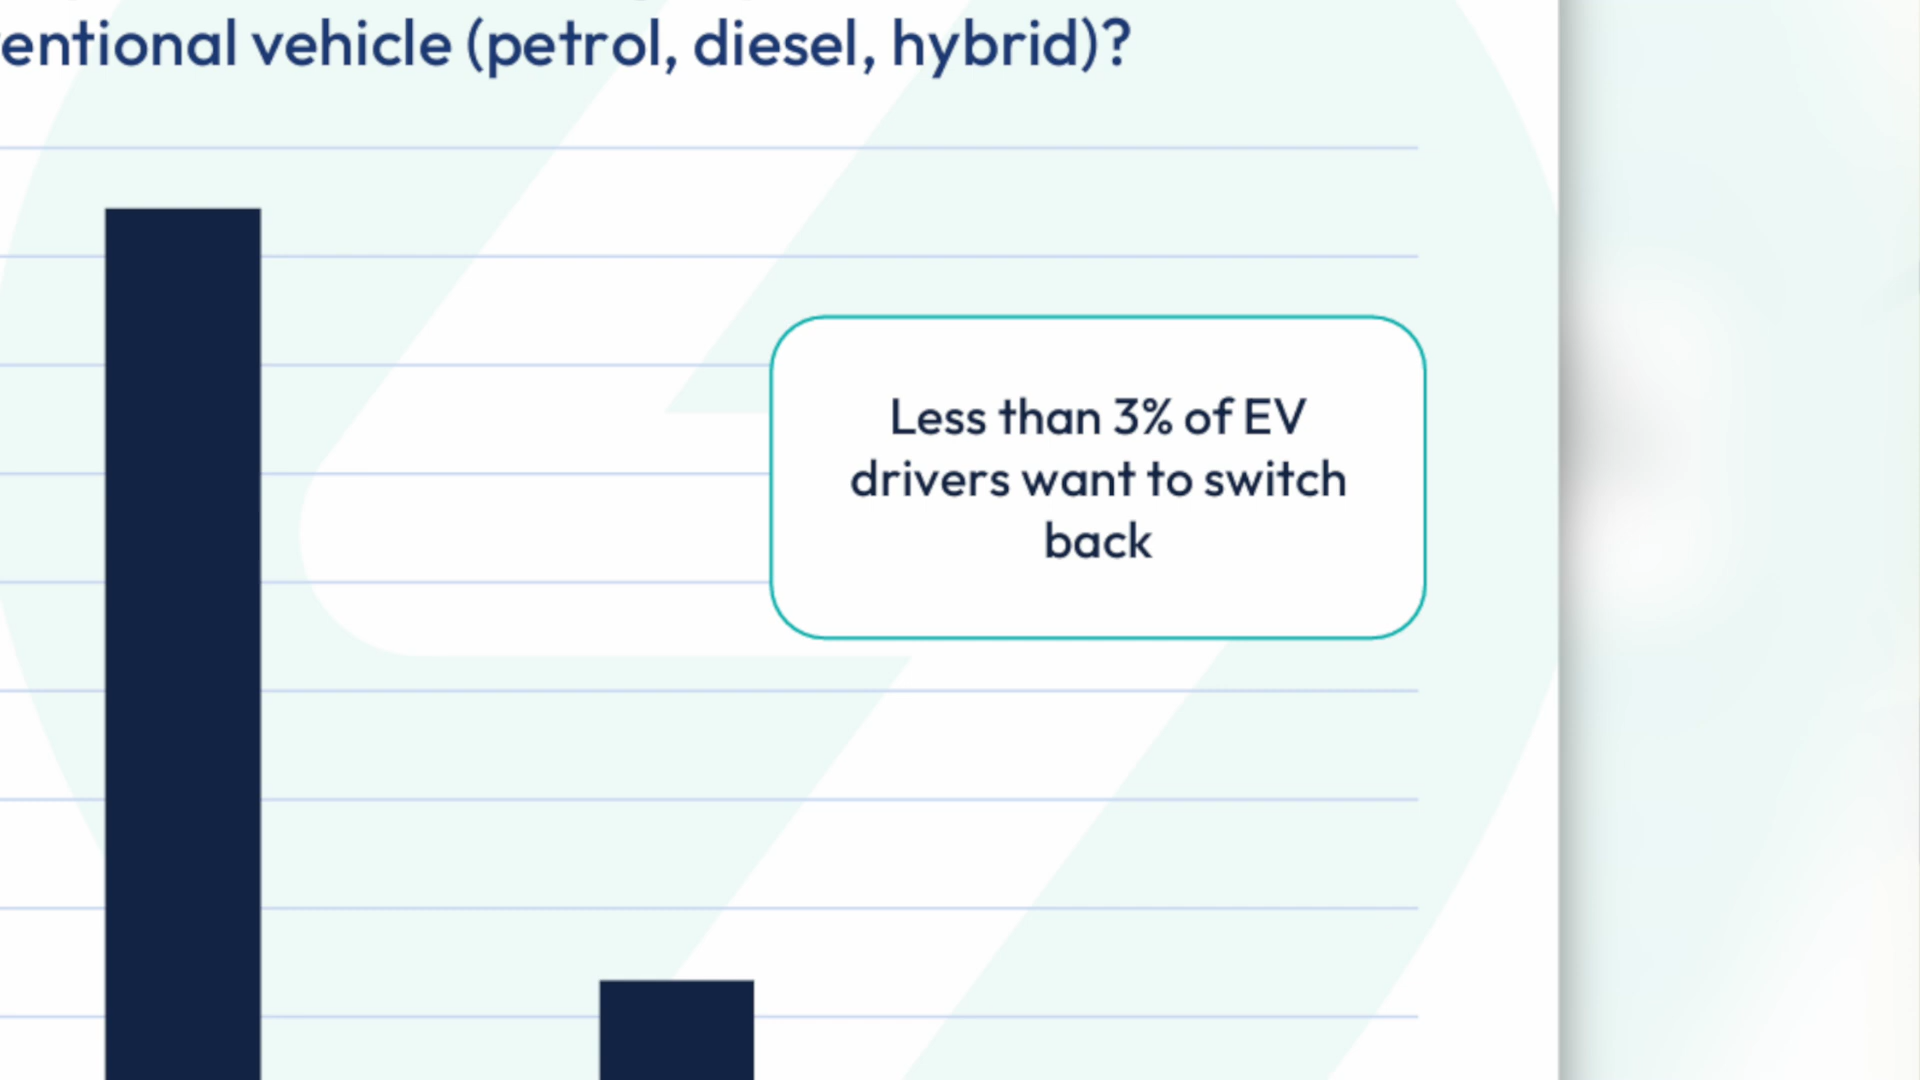 entional vehicle (petrol, diesel, hybrid)?
Less than 3% of EV
drivers want to switch
back